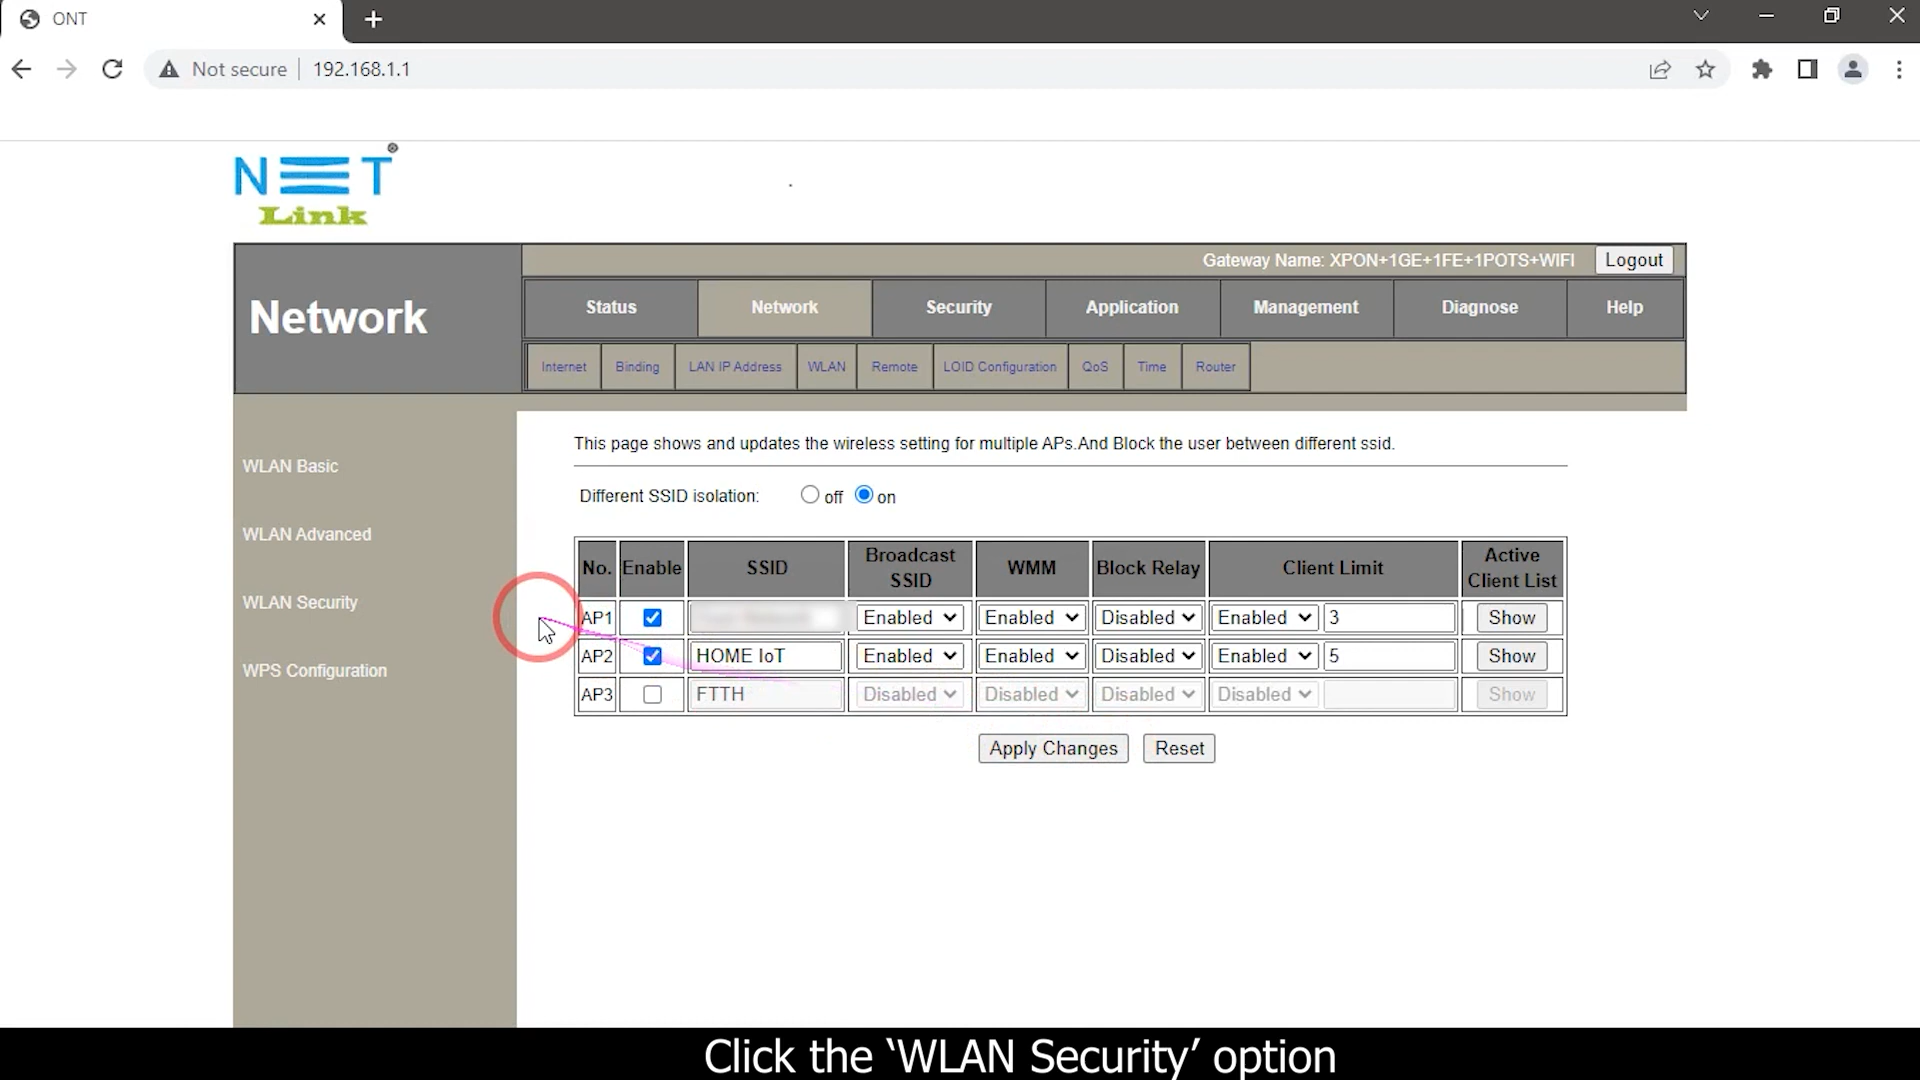 ONT
Not secure 192.168.1.1
NET
Link
®
Gateway Name: XPON+1GE+1FE+1POTS+WIFI Logout
Network
Status Network Security Application Management Diagnose Help
Internet Binding LAN IP Address WLAN Remote LOID Configuration QoS Time Router
WLAN Basic
WLAN Advanced
WLAN Security
WPS Configuration
This page shows and updates the wireless setting for multiple APs.And Block the user between different ssid.
Different SSID isolation: off on
No. Enable SSID Broadcast SSID WMM Block Relay Client Limit Active Client List
AP1 Enabled Enabled Disabled Enabled 3 Show
AP2 HOME IoT Enabled Enabled Disabled Enabled 5 Show
AP3 FTTH Disabled Disabled Disabled Disabled Show
Apply Changes Reset
Click the ‘WLAN Security’ option